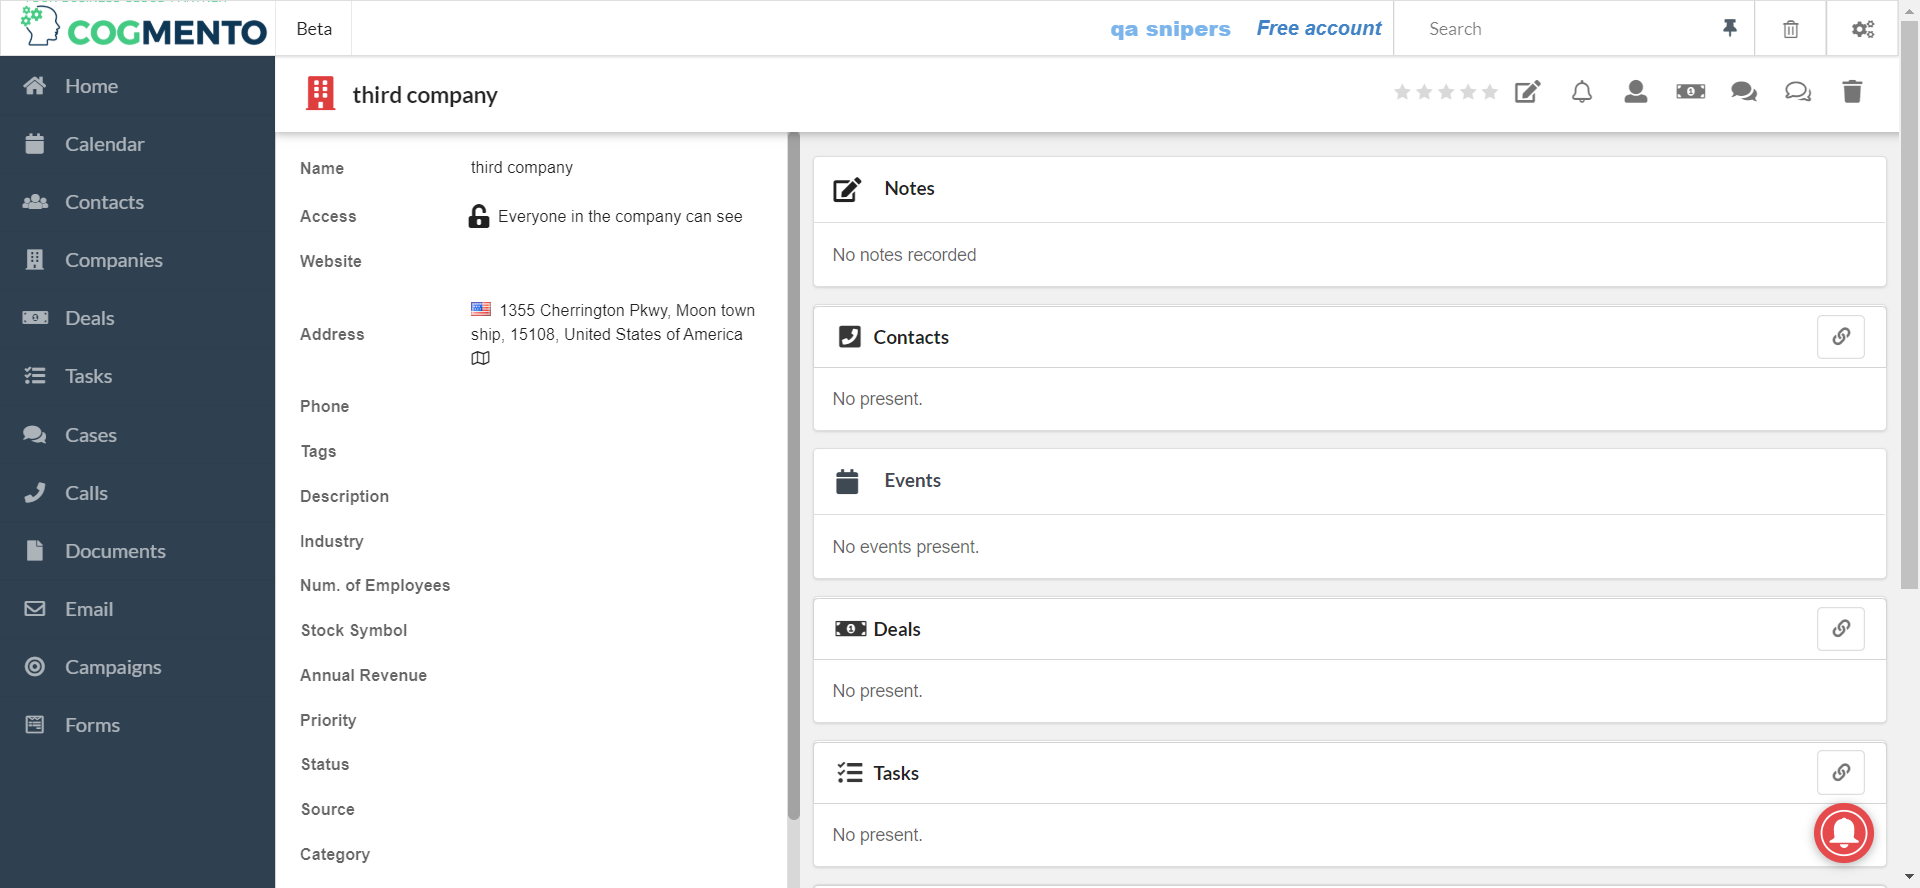 COGMENTO
Beta
qa snipers
Free account
Search
Home
Calendar
Contacts
Companies
Deals
Tasks
Cases
Calls
Documents
Email
Campaigns
Forms
third company
Name
third company
Access
Everyone in the company can see
Website
Address
1355 Cherrington Pkwy, Moon town
ship, 15108, United States of America
Phone
Tags
Description
Industry
Num. of Employees
Stock Symbol
Annual Revenue
Priority
Status
Source
Category
Notes
No notes recorded
Contacts
No present.
Events
No events present.
Deals
No present.
Tasks
No present.